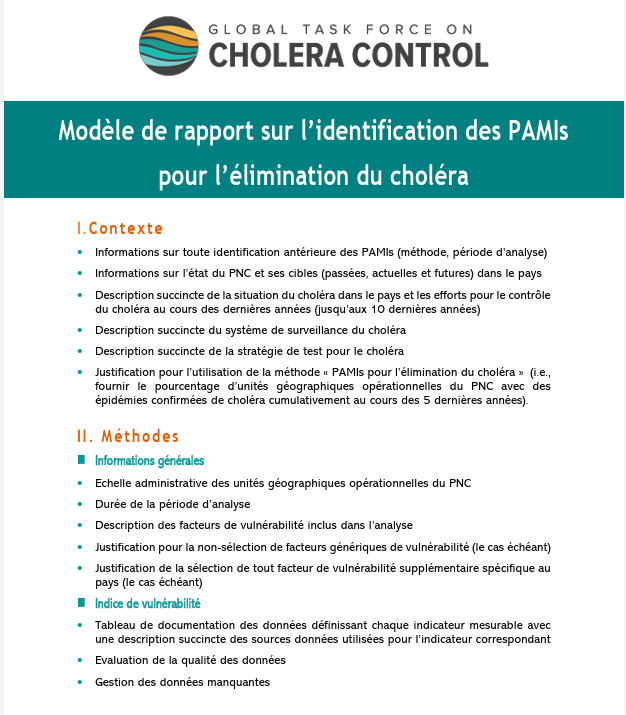 GLOBAL TASK FORCE ON
CHOLERA CONTROL
Modèle de rapport sur l’identification des PAMIs
pour l’élimination du choléra
I.Contexte
• Informations sur toute identification antérieure des PAMIs (méthode, période d’analyse)
• Informations sur l’état du PNC et ses cibles (passées, actuelles et futures) dans le pays
• Description succincte de la situation du choléra dans le pays et les efforts pour le contrôle
du choléra au cours des dernières années (jusqu’aux 10 dernières années)
• Description succincte du système de surveillance du choléra
• Description succincte de la stratégie de test pour le choléra
• Justification pour l’utilisation de la méthode « PAMIs pour l’élimination du choléra » (i.e.,
fournir le pourcentage d’unités géographiques opérationnelles du PNC avec des
épidémies confirmées de choléra cumulativement au cours des 5 dernières années).
II. Méthodes
■ Informations générales
• Echelle administrative des unités géographiques opérationnelles du PNC
• Durée de la période d’analyse
• Description des facteurs de vulnérabilité inclus dans l’analyse
• Justification pour la non-sélection de facteurs génériques de vulnérabilité (le cas échéant)
• Justification de la sélection de tout facteur de vulnérabilité supplémentaire spécifique au
pays (le cas échéant)
■ Indice de vulnérabilité
• Tableau de documentation des données définissant chaque indicateur mesurable avec
une description succincte des sources données utilisées pour l’indicateur correspondant
• Evaluation de la qualité des données
• Gestion des données manquantes